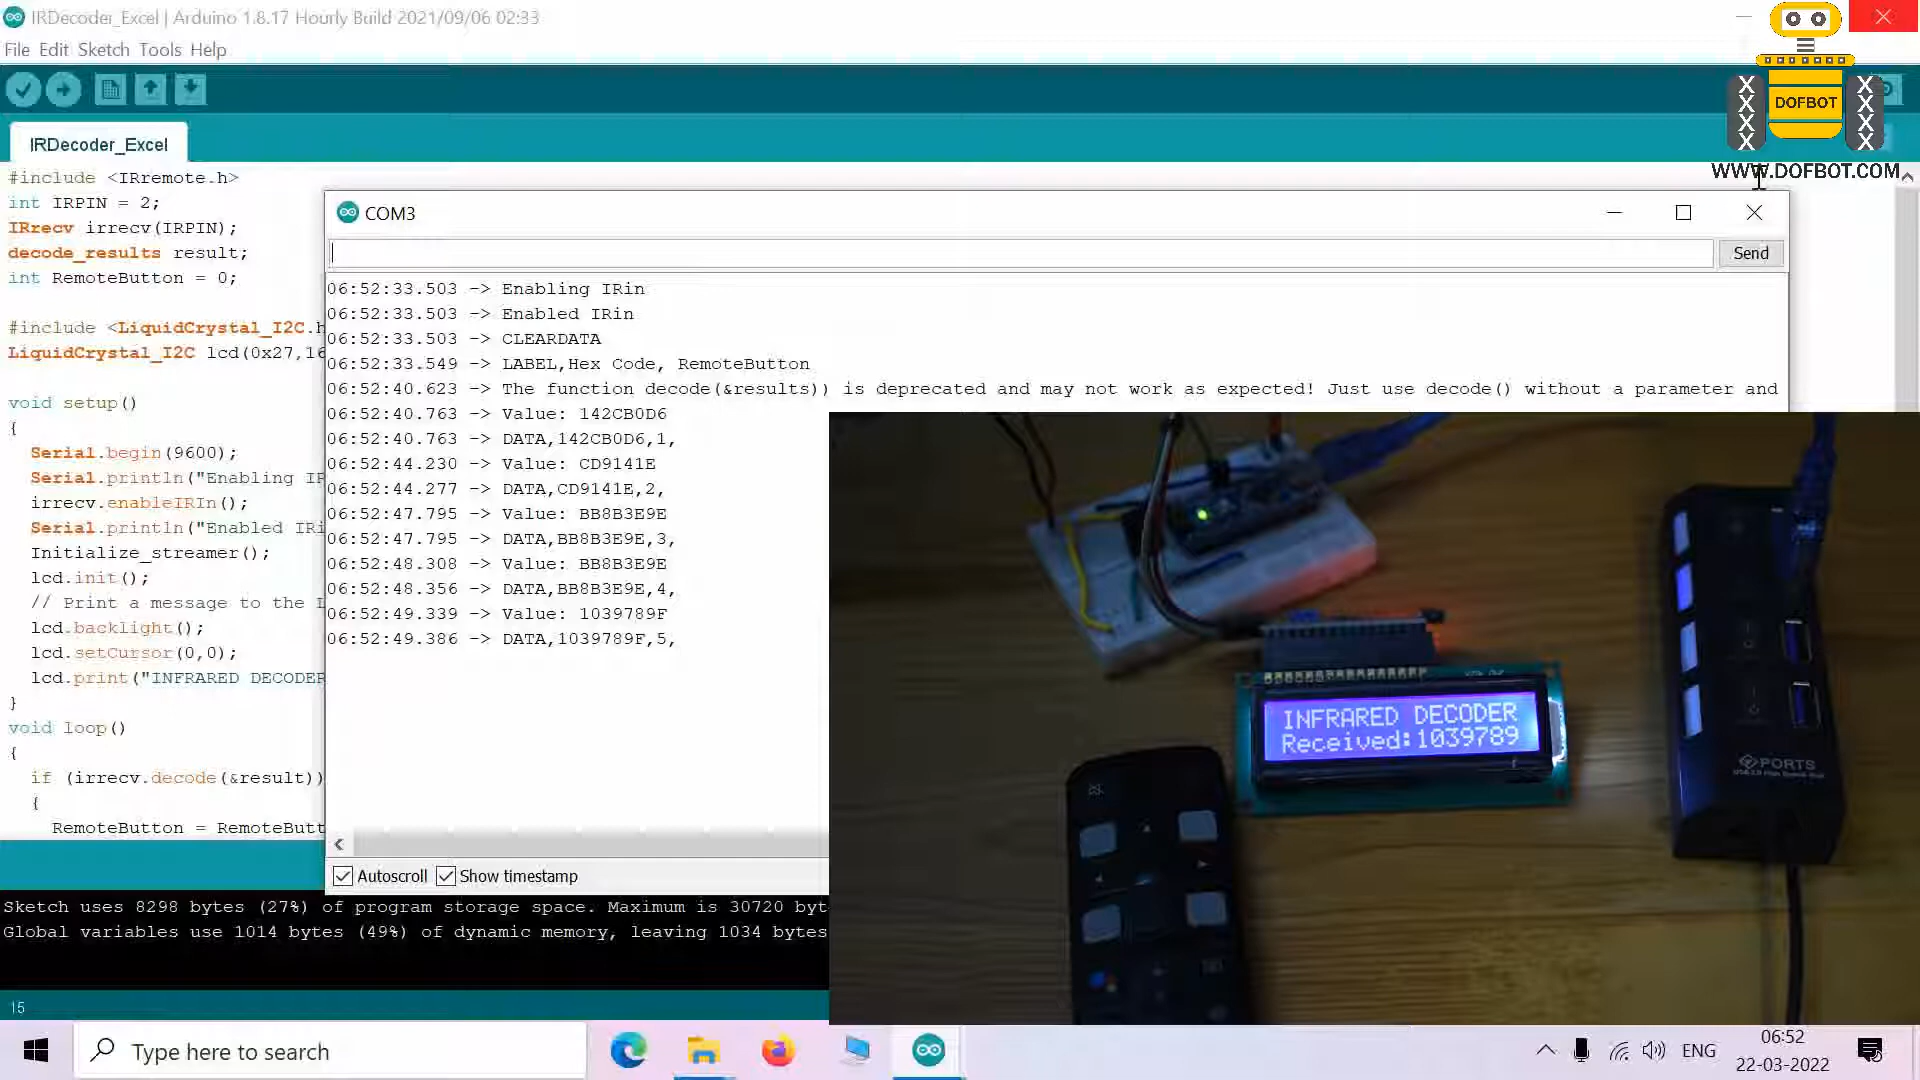 IRDecoder_Excel | Arduino 1.8.17 Hourly Build 2021/09/06 02:33
File Edit Sketch Tools Help
DOFBOT
WWW.DOFBOT.COM
IRDecoder_Excel
#include <IRremote.h>
int IRPIN = 2;
IRrecv irrecv(IRPIN);
decode_results result;
int RemoteButton = 0;
#include <LiquidCrystal_I2C.h
LiquidCrystal_I2C lcd(0x27,16
void setup()
{
Serial.begin(9600);
Serial.println("Enabling IR
irrecv.enableIRIn();
Serial.println("Enabled IRi
Initialize_streamer();
lcd.init();
// Print a message to the L
lcd.backlight();
lcd.setCursor(0,0);
lcd.print("INFRARED DECODER
}
void loop()
{
if (irrecv.decode(&result))
{
RemoteButton = RemoteButt
COM3
Send
06:52:33.503 -> Enabling IRin
06:52:33.503 -> Enabled IRin
06:52:33.503 -> CLEARDATA
06:52:33.549 -> LABEL,Hex Code, RemoteButton
06:52:40.623 -> The function decode(&results)) is deprecated and may not work as expected! Just use decode() without a parameter and
06:52:40.763 -> Value: 142CB0D6
06:52:40.763 -> DATA,142CB0D6,1,
06:52:44.230 -> Value: CD9141E
06:52:44.277 -> DATA,CD9141E,2,
06:52:47.795 -> Value: BB8B3E9E
06:52:47.795 -> DATA,BB8B3E9E,3,
06:52:48.308 -> Value: BB8B3E9E
06:52:48.356 -> DATA,BB8B3E9E,4,
06:52:49.339 -> Value: 1039789F
06:52:49.386 -> DATA,1039789F,5,
Autoscroll Show timestamp
INFRARED DECODER
Received:1039789
PORTS
Sketch uses 8298 bytes (27%) of program storage space. Maximum is 30720 byt
Global variables use 1014 bytes (49%) of dynamic memory, leaving 1034 bytes
15
Type here to search
ENG
06:52
22-03-2022